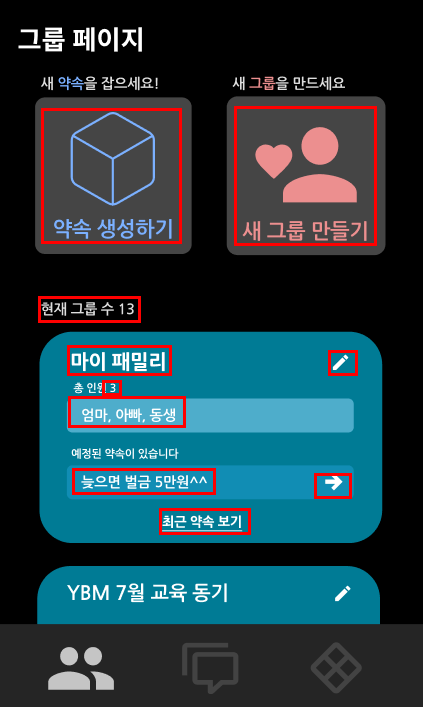 그룹 페이지
새 약속을 잡으세요!
새 그룹을 만드세요
약속 생성하기
새 그룹 만들기
현재 그룹 수 13
마이 패밀리
총 인원 3
엄마, 아빠, 동생
예정된 약속이 있습니다
늦으면 벌금 5만원^^
최근 약속 보기
YBM 7월 교육 동기